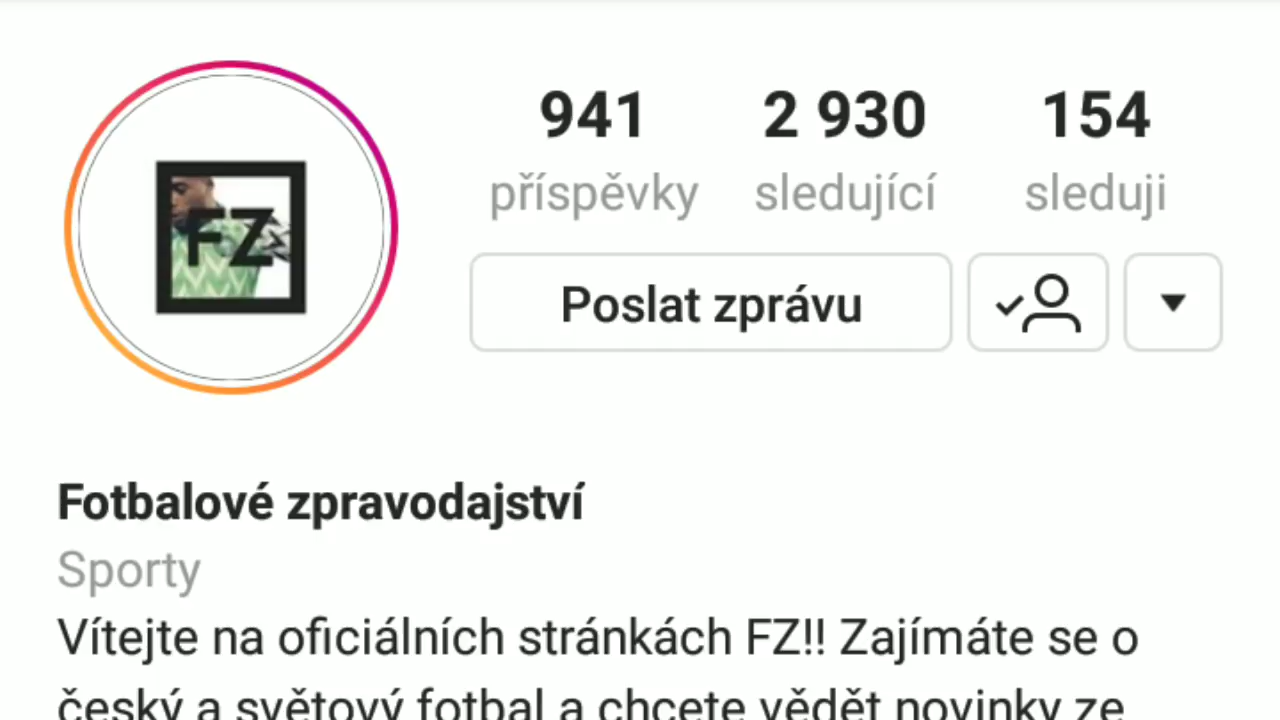 FZ
941 2 930 154
příspěvky sledující sleduji
Poslat zprávu
Fotbalové zpravodajství
Sporty
Vítejte na oficiálních stránkách FZ!! Zajímáte se o
český a světový fotbal a chcete vědět novinky ze